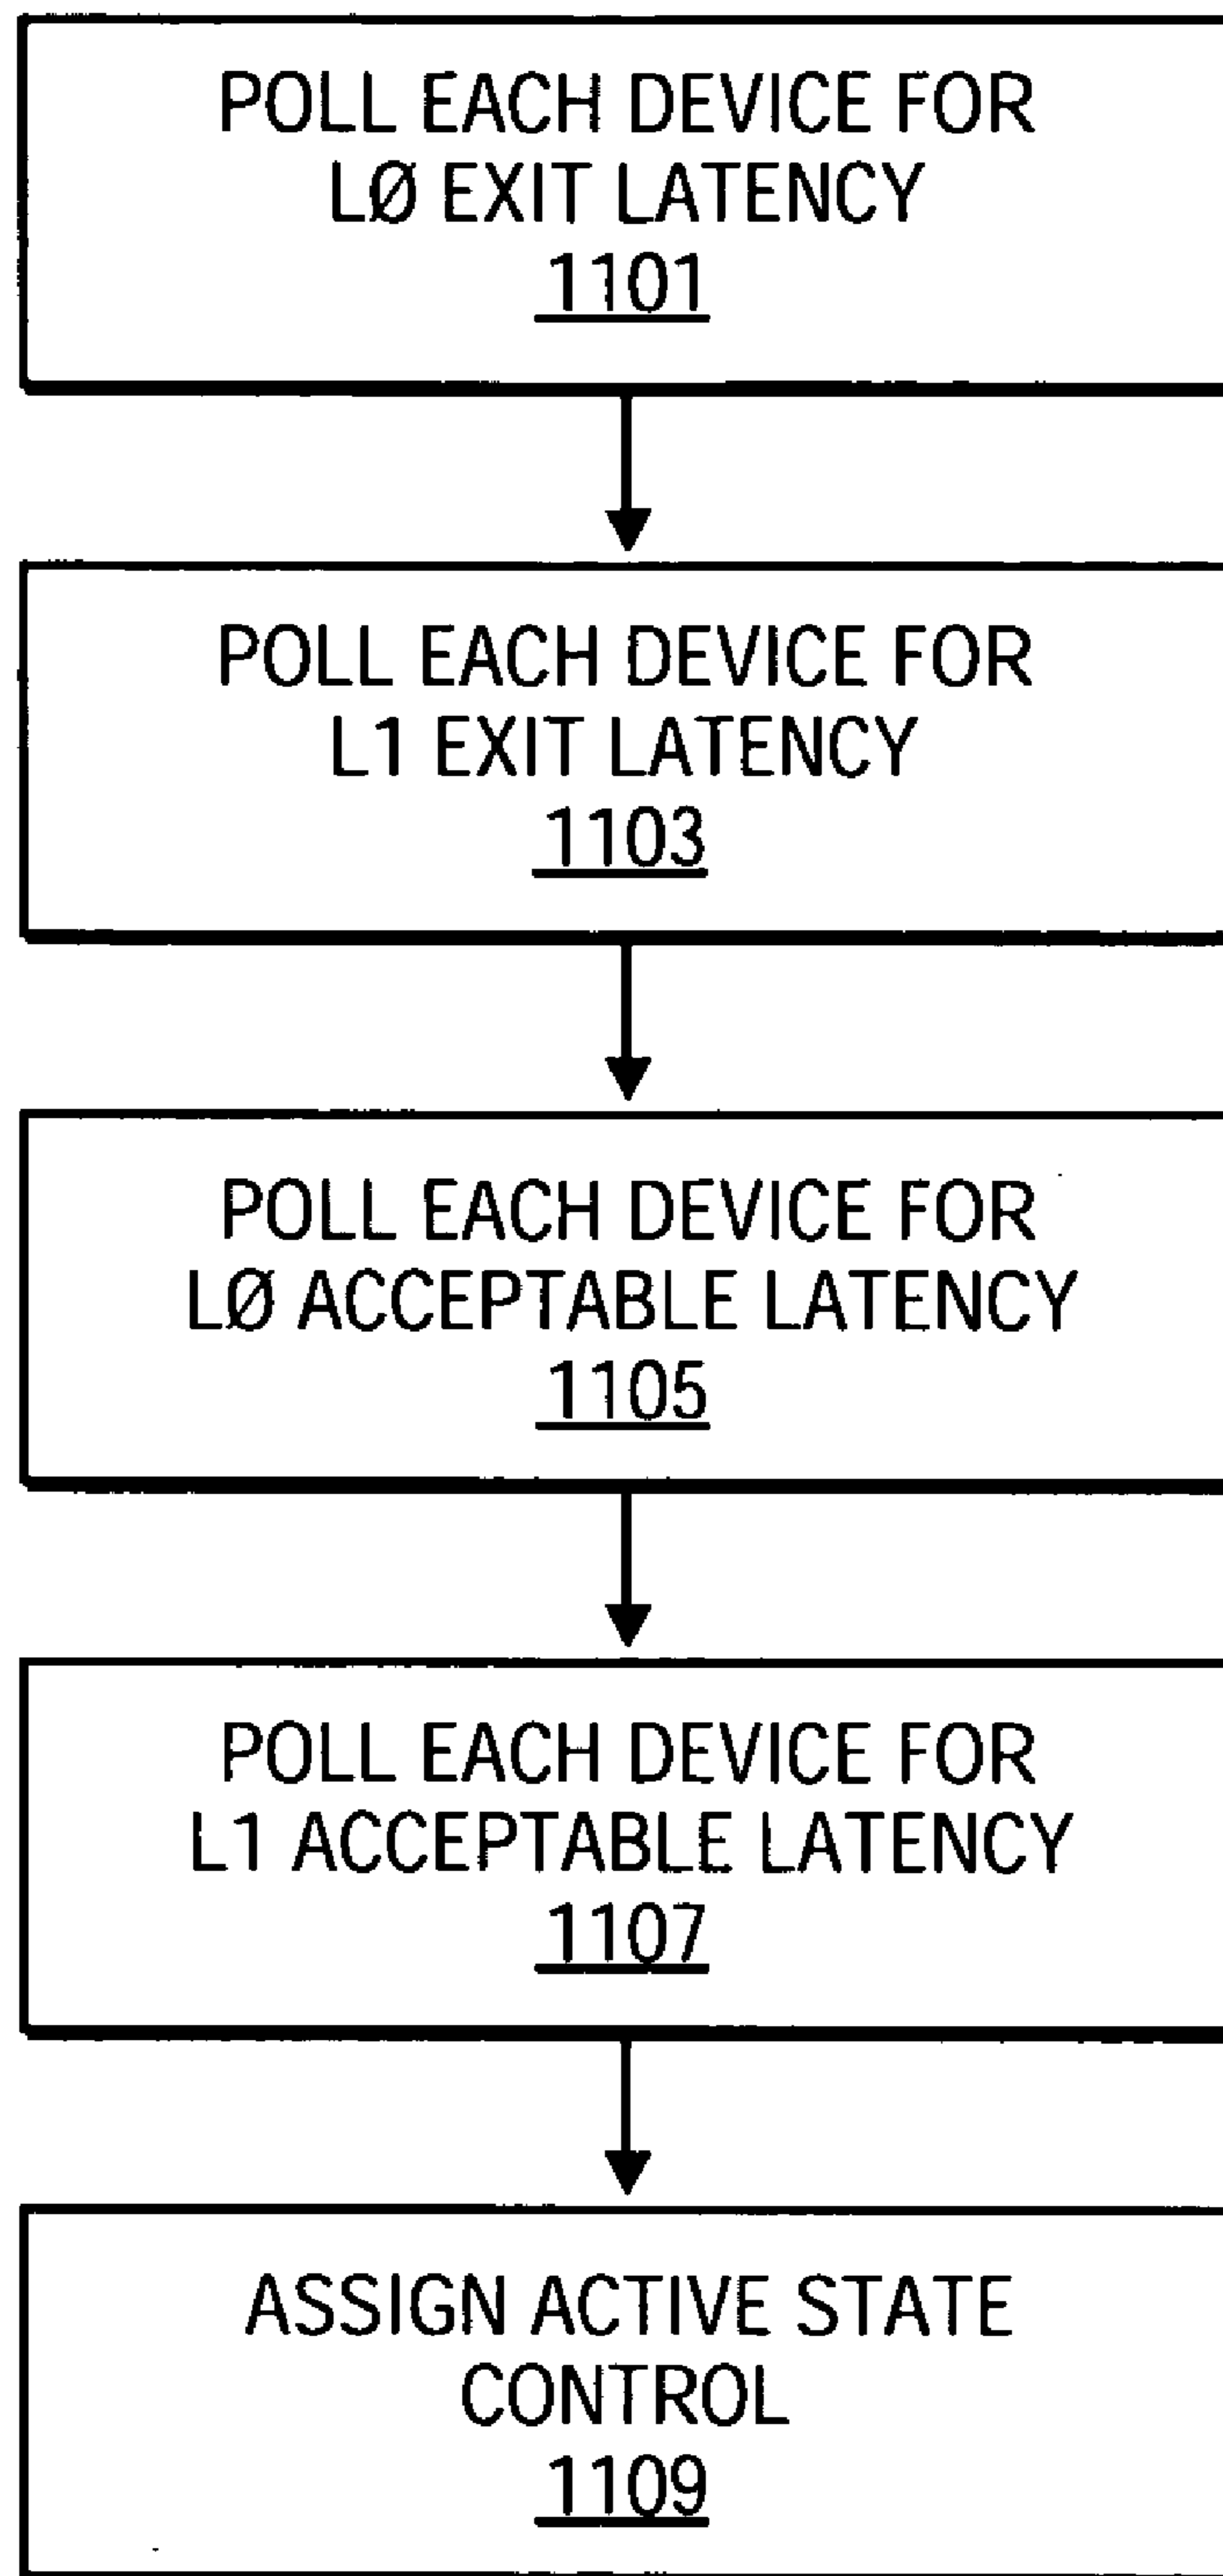 POLL EACH DEVICE FOR
LØ EXIT LATENCY
1101
POLL EACH DEVICE FOR
L1 EXIT LATENCY
1103
POLL EACH DEVICE FOR
LØ ACCEPTABLE LATENCY
1105
POLL EACH DEVICE FOR
L1 ACCEPTABLE LATENCY
1107
ASSIGN ACTIVE STATE
CONTROL
1109